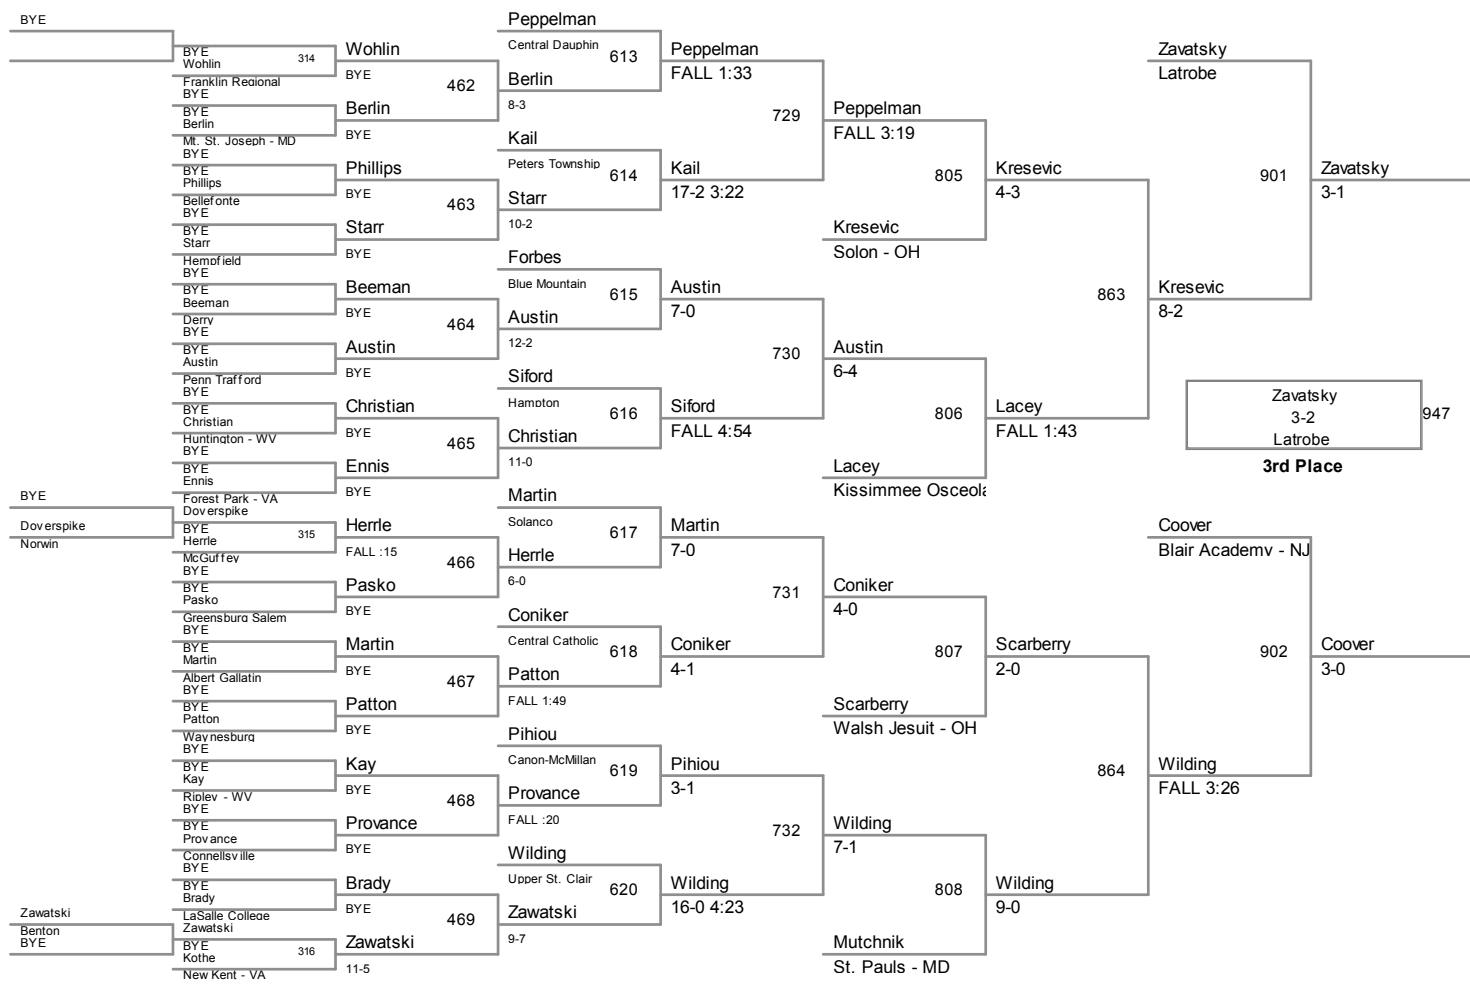 BYE
BYE
Wohlin
314
Franklin Regional
BYE
BYE
Berlin
Mt. St. Joseph - MD
BYE
BYE
Phillips
Bellefonte
BYE
BYE
Starr
Hempfield
BYE
BYE
Beeman
Derry
BYE
BYE
Austin
Penn Trafford
BYE
BYE
Christian
Huntington - WV
BYE
BYE
Ennis
Forest Park - VA
BYE
Doverspike
Norwin
Doverspike
BYE
Herrle
315
McGuffey
BYE
BYE
Pasko
Greensburg Salem
BYE
BYE
Martin
Albert Gallatin
BYE
BYE
Patton
Waynesburg
BYE
BYE
Kay
Ripley - WV
BYE
BYE
Provance
Connellsville
BYE
BYE
Brady
LaSalle College
Zawatski
Benton
BYE
Zawatski
BYE
Kothe
316
New Kent - VA
Wohlin
BYE
462
Berlin
BYE
Phillips
BYE
463
Starr
BYE
Beeman
BYE
464
Austin
BYE
Christian
BYE
465
Ennis
BYE
Herrle
FALL :15
466
Pasko
BYE
Martin
BYE
467
Patton
BYE
Kay
BYE
468
Provance
BYE
Brady
BYE
469
Zawatski
11-5
Peppelman
Central Dauphin
613
Berlin
8-3
Kail
Peters Township
614
Starr
10-2
Forbes
Blue Mountain
615
Austin
12-2
Siford
Hampton
616
Christian
11-0
Martin
Solanco
617
Herrle
6-0
Coniker
Central Catholic
618
Patton
FALL 1:49
Pihiou
Canon-McMillan
619
Provance
FALL :20
Wilding
Upper St. Clair
620
Zawatski
9-7
Peppelman
FALL 1:33
729
Kail
17-2 3:22
Austin
7-0
730
Siford
FALL 4:54
Martin
7-0
731
Coniker
4-1
Pihiou
3-1
732
Wilding
16-0 4:23
Peppelman
FALL 3:19
805
Kresevic
Solon - OH
Austin
6-4
806
Lacey
Kissimmee Osceola
Coniker
4-0
807
Scarberry
Walsh Jesuit - OH
Wilding
7-1
808
Mutchnik
St. Pauls - MD
Kresevic
4-3
863
Lacey
FALL 1:43
Scarberry
2-0
864
Wilding
9-0
Zavatsky
Latrobe
901
Kresevic
8-2
Coover
Blair Academy - NJ
902
Wilding
FALL 3:26
Zavatsky
3-1
Coover
3-0
Zavatsky
3-2
Latrobe
947
3rd Place